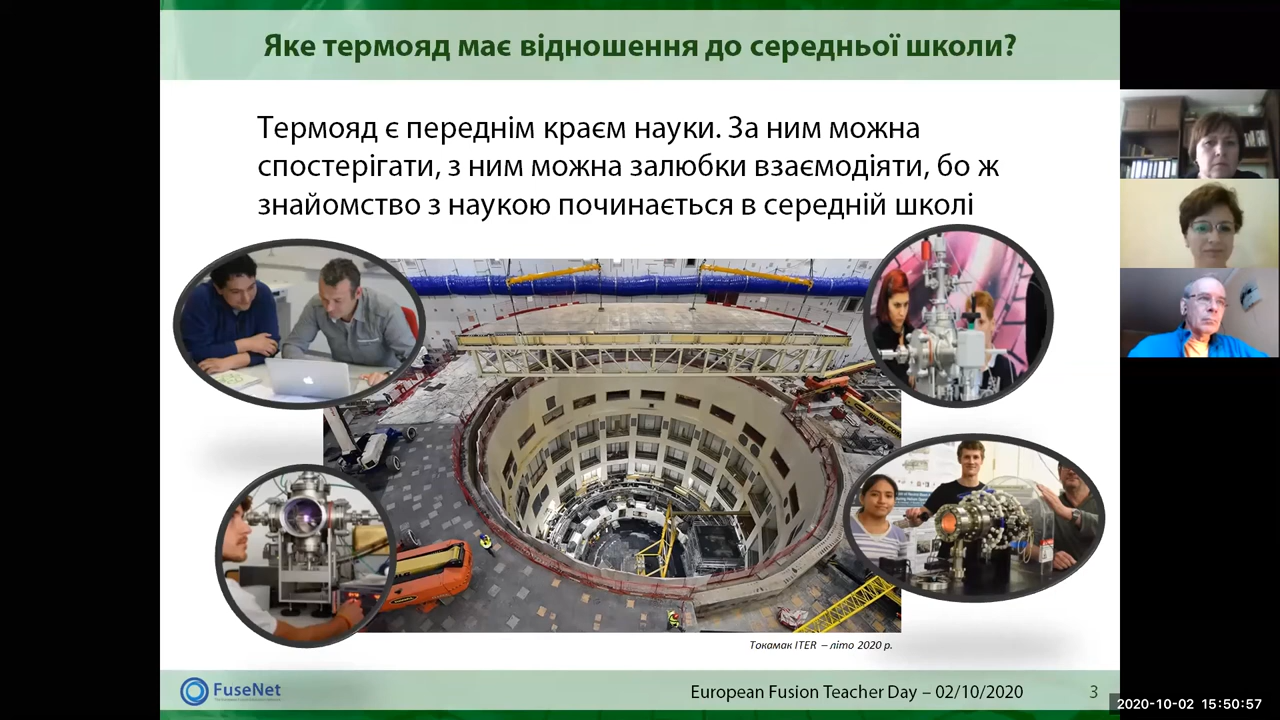 Яке термояд має відношення до середньої школи?
Термояд є переднім краєм науки. За ним можна
спостерігати, з ним можна залюбки взаємодіяти, бо ж
знайомство з наукою починається в середній школі
Токамак ITER – літо 2020 р.
FuseNet
European Fusion Teacher Day – 02/10/2020
3
2020-10-02 15:50:57